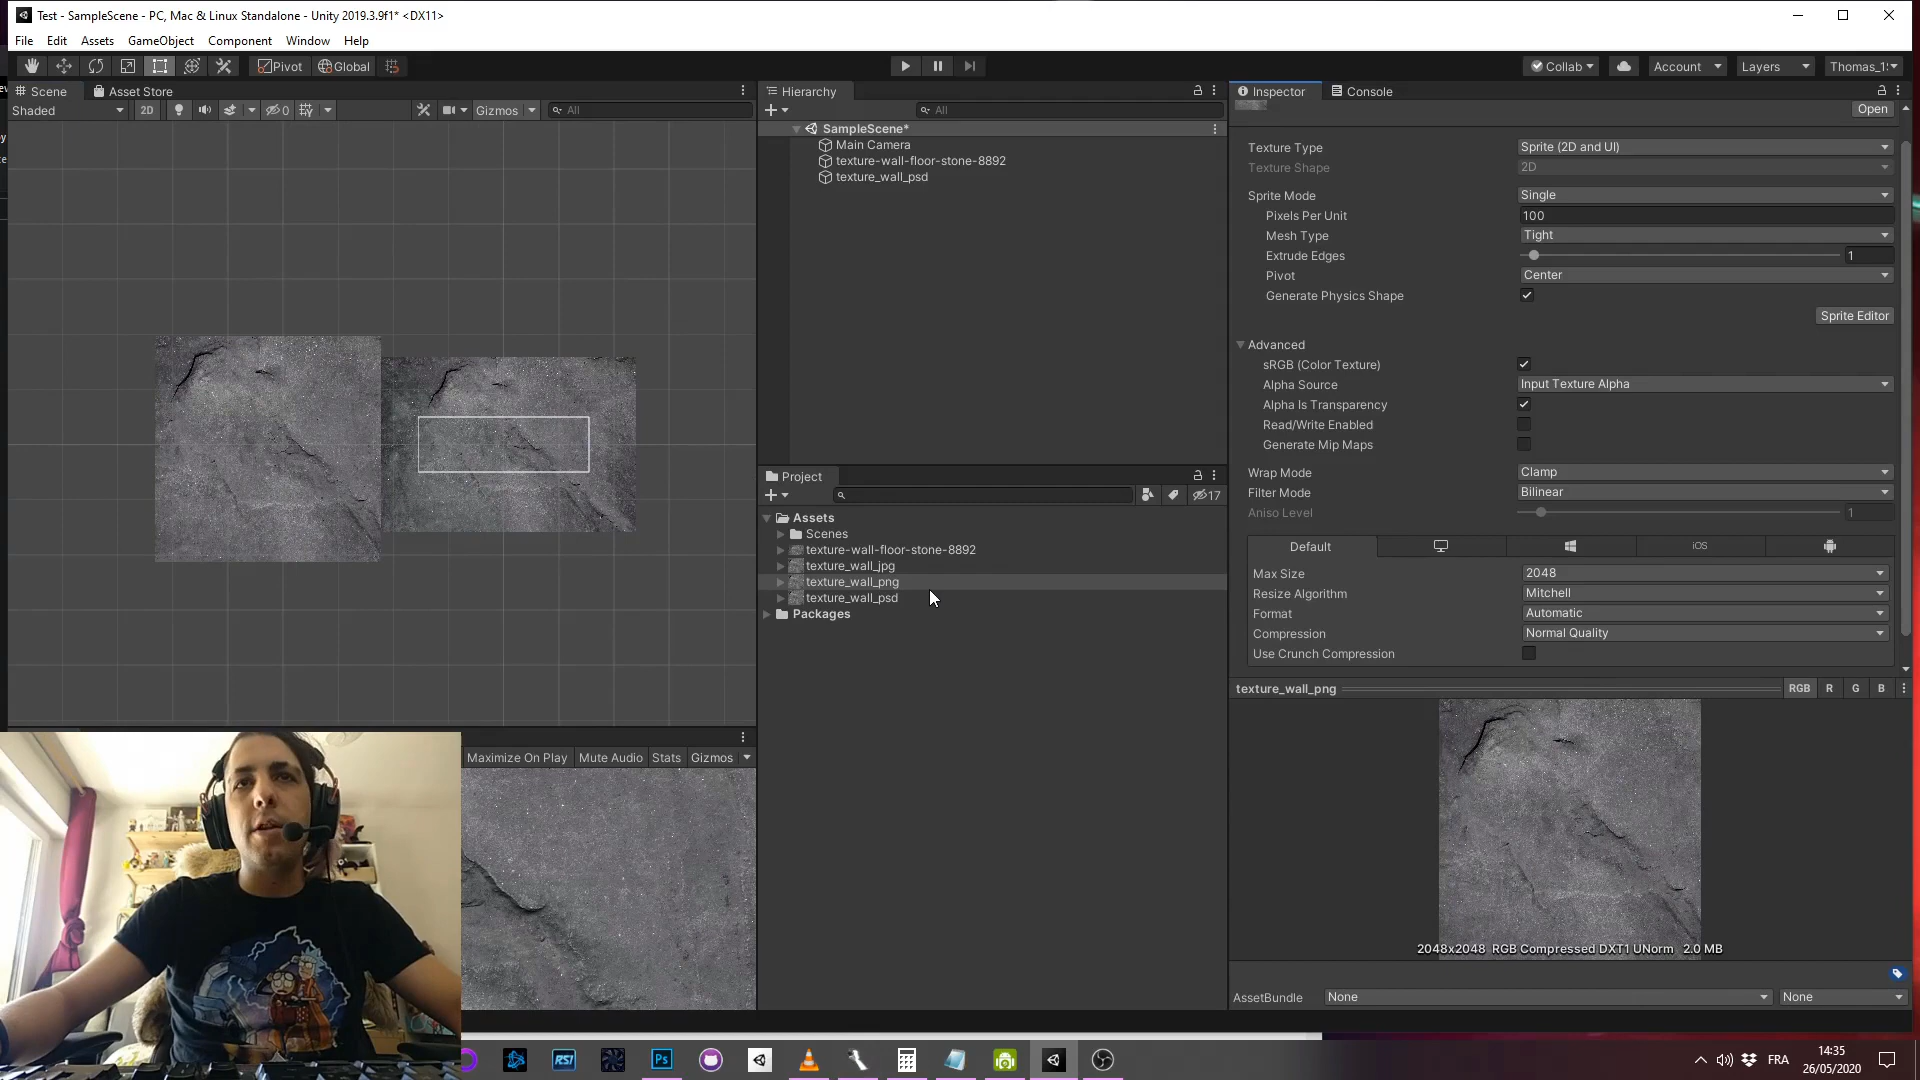 Test - SampleScene - PC, Mac & Linux Standalone - Unity 2019.3.9f1* <DX11>
File Edit Assets GameObject Component Window Help
Pivot Global
Collab Account Layers Thomas_1
Scene Asset Store
Shaded 2D 0 Gizmos All
Hierarchy
All
SampleScene*
Main Camera
texture-wall-floor-stone-8892
texture_wall_psd
Project
17
Assets
Scenes
texture-wall-floor-stone-8892
texture_wall_jpg
texture_wall_png
texture_wall_psd
Packages
Inspector Console
Open
Texture Type Sprite (2D and UI)
Texture Shape 2D
Sprite Mode Single
Pixels Per Unit 100
Mesh Type Tight
Extrude Edges 1
Pivot Center
Generate Physics Shape
Sprite Editor
Advanced
sRGB (Color Texture)
Alpha Source Input Texture Alpha
Alpha Is Transparency
Read/Write Enabled
Generate Mip Maps
Wrap Mode Clamp
Filter Mode Bilinear
Aniso Level 1
Default iOS
Max Size 2048
Resize Algorithm Mitchell
Format Automatic
Compression Normal Quality
Use Crunch Compression
texture_wall_png RGB R G B
2048x2048 RGB Compressed DXT1 UNorm 2.0 MB
AssetBundle None None
Maximize On Play Mute Audio Stats Gizmos
RSI Ps
FRA 14:35
26/05/2020